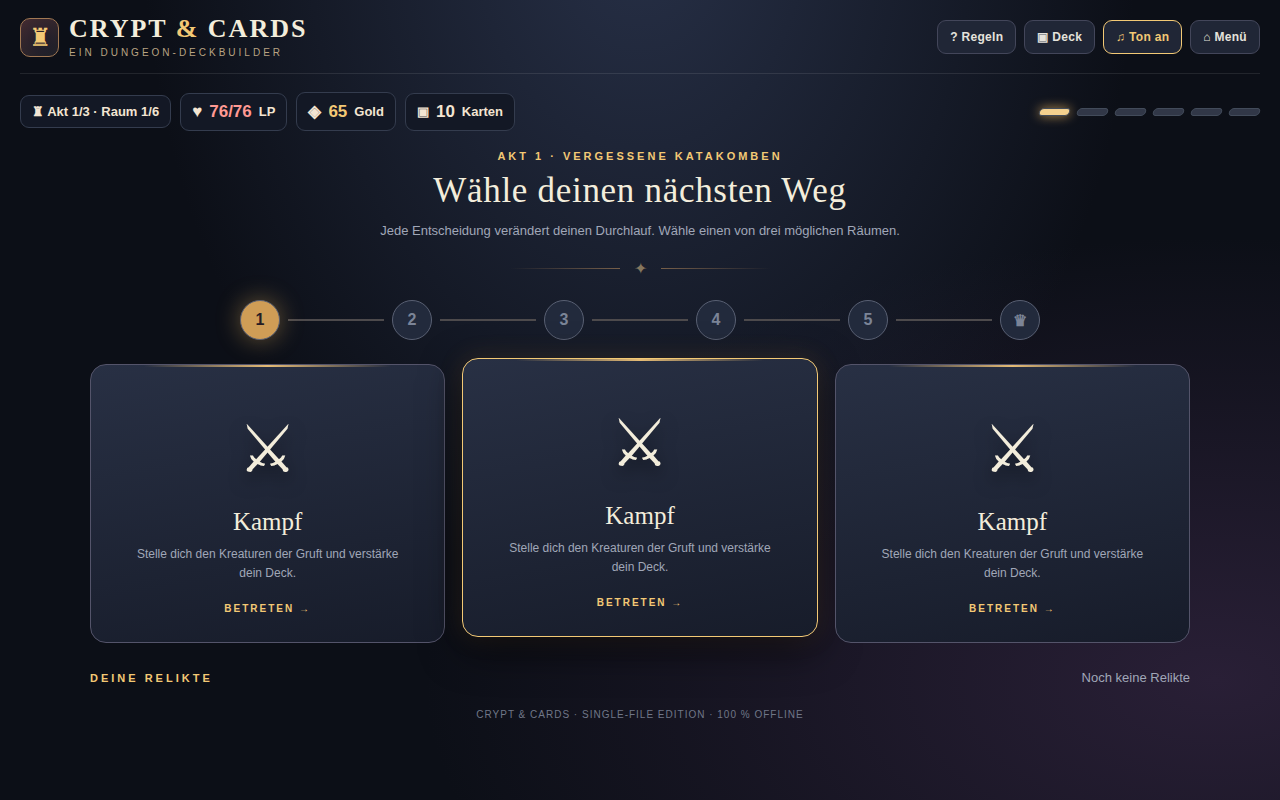 CRYPT & CARDS
EIN DUNGEON-DECKBUILDER
? Regeln
Deck
♫ Ton an
⌂ Menü
♜ Akt 1/3 · Raum 1/6
♥ 76/76 LP
◈ 65 Gold
▣ 10 Karten
AKT 1 · VERGESSENE KATAKOMBEN
Wähle deinen nächsten Weg
Jede Entscheidung verändert deinen Durchlauf. Wähle einen von drei möglichen Räumen.
1
2
3
4
5
Kampf
Stelle dich den Kreaturen der Gruft und verstärke
dein Deck.
BETRETEN →
Kampf
Stelle dich den Kreaturen der Gruft und verstärke
dein Deck.
BETRETEN →
Kampf
Stelle dich den Kreaturen der Gruft und verstärke
dein Deck.
BETRETEN →
DEINE RELIKTE
Noch keine Relikte
CRYPT & CARDS · SINGLE-FILE EDITION · 100 % OFFLINE